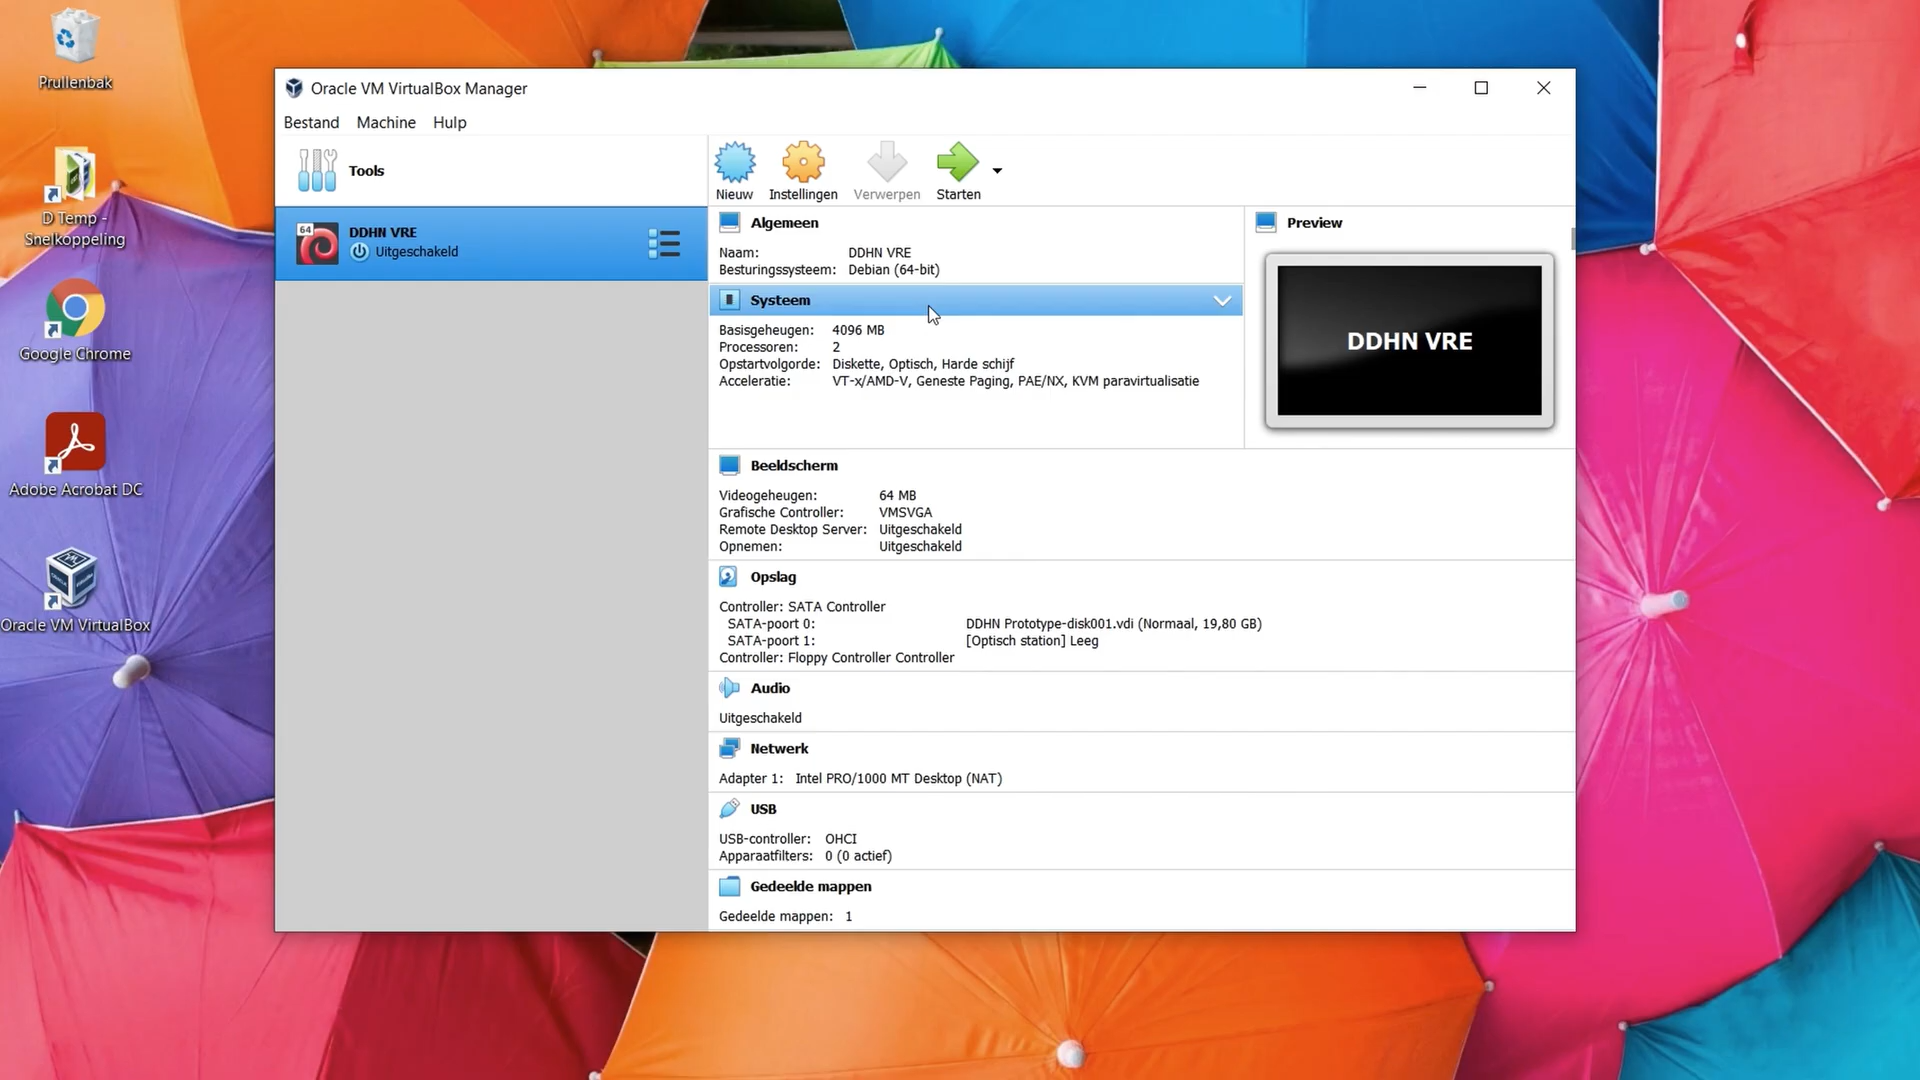 Prullenbak
D Temp -
Snelkoppeling
Google Chrome
Adobe Acrobat DC
Oracle VM VirtualBox
Oracle VM VirtualBox Manager
Bestand Machine Hulp
Tools
Nieuw Instellingen Verwerpen Starten
64
DDHN VRE
Uitgeschakeld
Algemeen
Naam: DDHN VRE
Besturingssysteem: Debian (64-bit)
Systeem
Basisgeheugen: 4096 MB
Processoren: 2
Opstartvolgorde: Diskette, Optisch, Harde schijf
Acceleratie: VT-x/AMD-V, Geneste Paging, PAE/NX, KVM paravirtualisatie
Preview
DDHN VRE
Beeldscherm
Videogeheugen: 64 MB
Grafische Controller: VMSVGA
Remote Desktop Server: Uitgeschakeld
Opnemen: Uitgeschakeld
Opslag
Controller: SATA Controller
SATA-poort 0: DDHN Prototype-disk001.vdi (Normaal, 19,80 GB)
SATA-poort 1: [Optisch station] Leeg
Controller: Floppy Controller Controller
Audio
Uitgeschakeld
Netwerk
Adapter 1: Intel PRO/1000 MT Desktop (NAT)
USB
USB-controller: OHCI
Apparaatfilters: 0 (0 actief)
Gedeelde mappen
Gedeelde mappen: 1